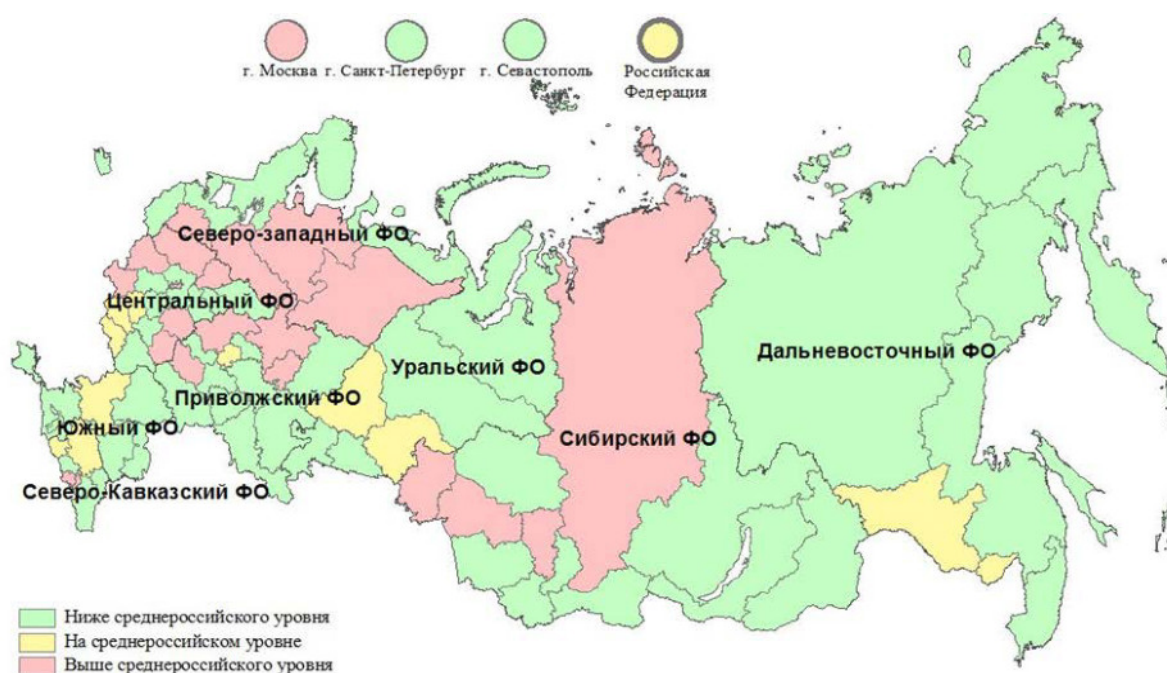 г. Москва г. Санкт-Петербург г. Севастополь Российская
Федерация
Северо-западный ФО
Центральный ФО
Дальневосточный ФО
Уральский ФО
Приволжский ФО
Южный ФО
Сибирский ФО
Северо-Кавказский ФО
Ниже среднероссийского уровня
На среднероссийском уровне
Выше среднероссийского уровня